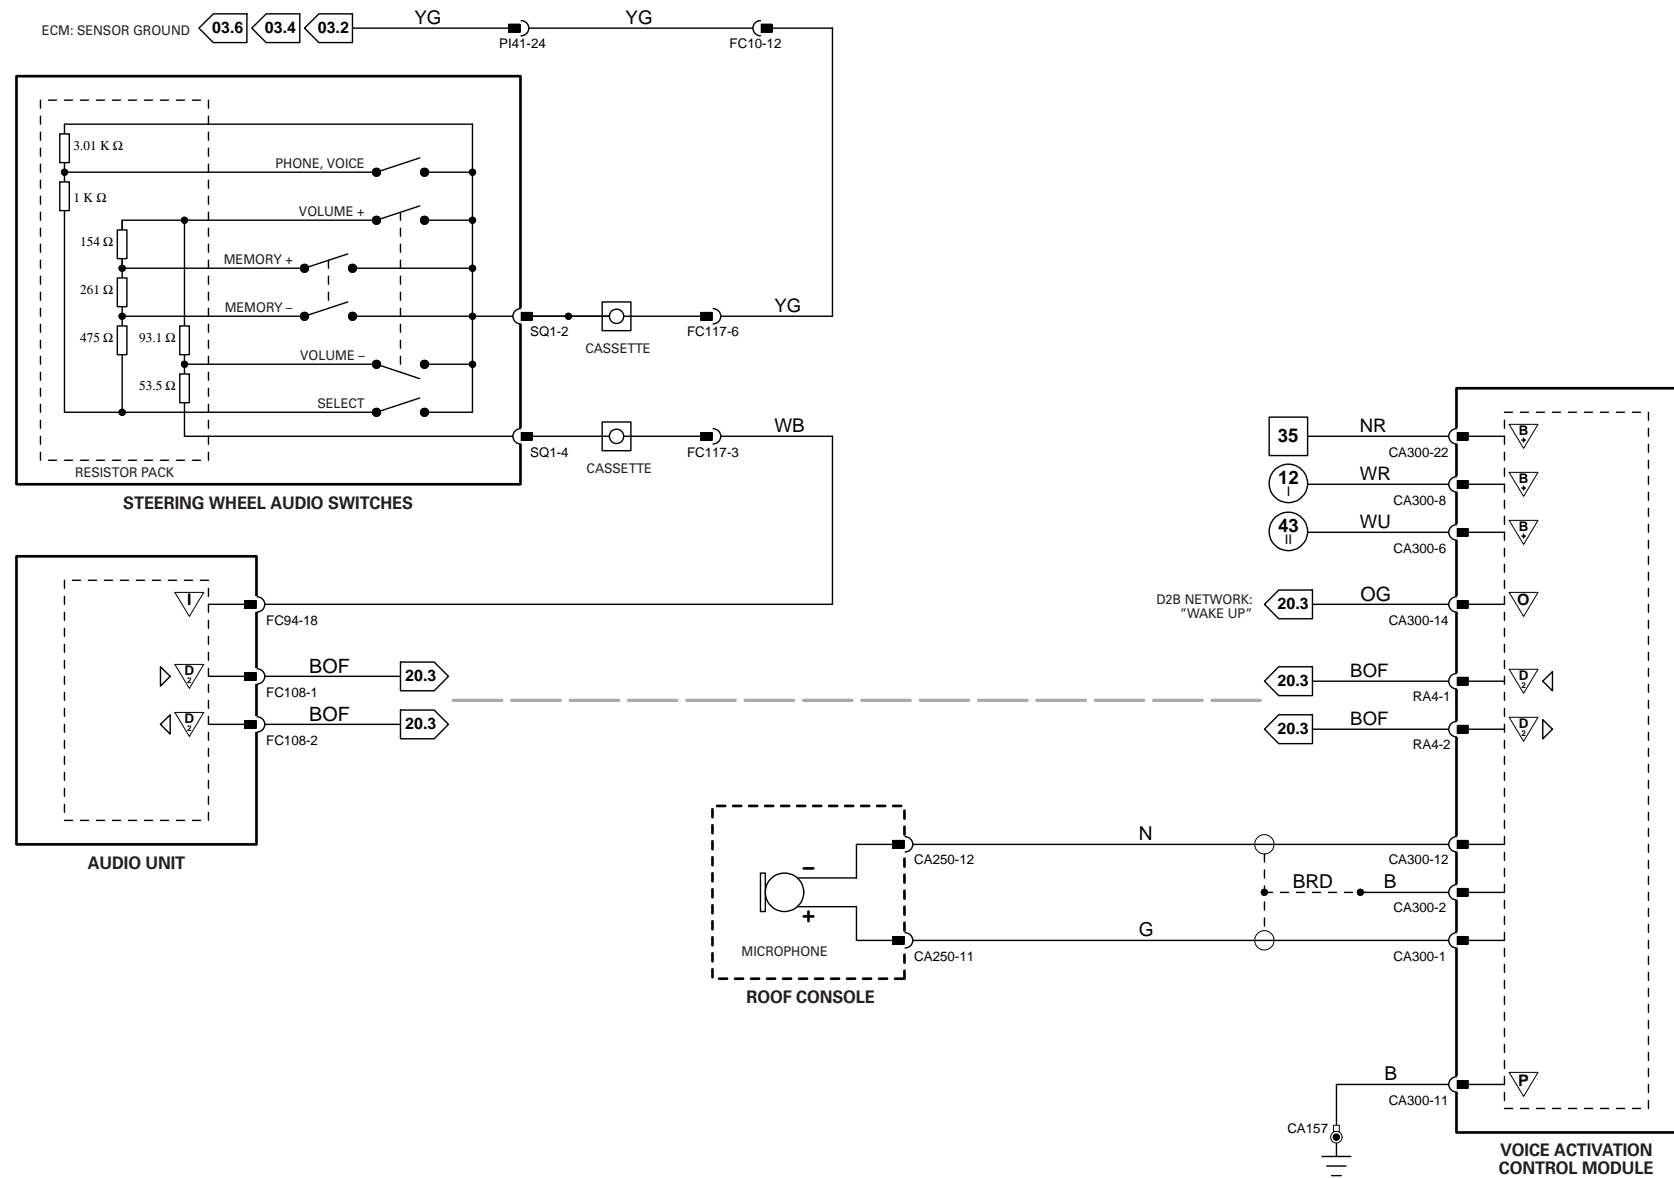 ECM: SENSOR GROUND 03.6 03.4 03.2 YG YG
PI41-24 FC10-12
3.01 K Ω
PHONE, VOICE
1 K Ω
VOLUME +
154 Ω
MEMORY +
261 Ω
MEMORY –
475 Ω 93.1 Ω
VOLUME –
53.5 Ω
SELECT
RESISTOR PACK
STEERING WHEEL AUDIO SWITCHES
YG
SQ1-2 FC117-6
CASSETTE
WB
SQ1-4 FC117-3
CASSETTE
I
FC94-18
D2 BOF 20.3
FC108-1
D2 BOF 20.3
FC108-2
AUDIO UNIT
35 NR B+
CA300-22
12 I WR B+
CA300-8
43 II WU B+
CA300-6
D2B NETWORK:
"WAKE UP"
20.3 OG O
CA300-14
20.3 BOF D2
RA4-1
20.3 BOF D2
RA4-2
N
CA250-12 CA300-12
–
BRD B
CA300-2
+
G
MICROPHONE
CA250-11 CA300-1
ROOF CONSOLE
B P
CA300-11
CA157
VOICE ACTIVATION
CONTROL MODULE